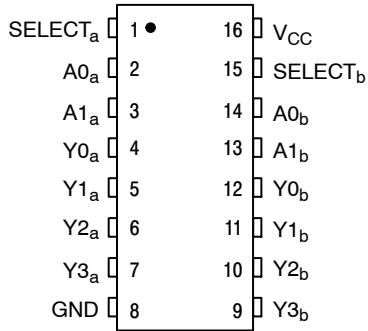 SELECTa 1 16 VCC
A0a 2 15 SELECTb
A1a 3 14 A0b
Y0a 4 13 A1b
Y1a 5 12 Y0b
Y2a 6 11 Y1b
Y3a 7 10 Y2b
GND 8 9 Y3b